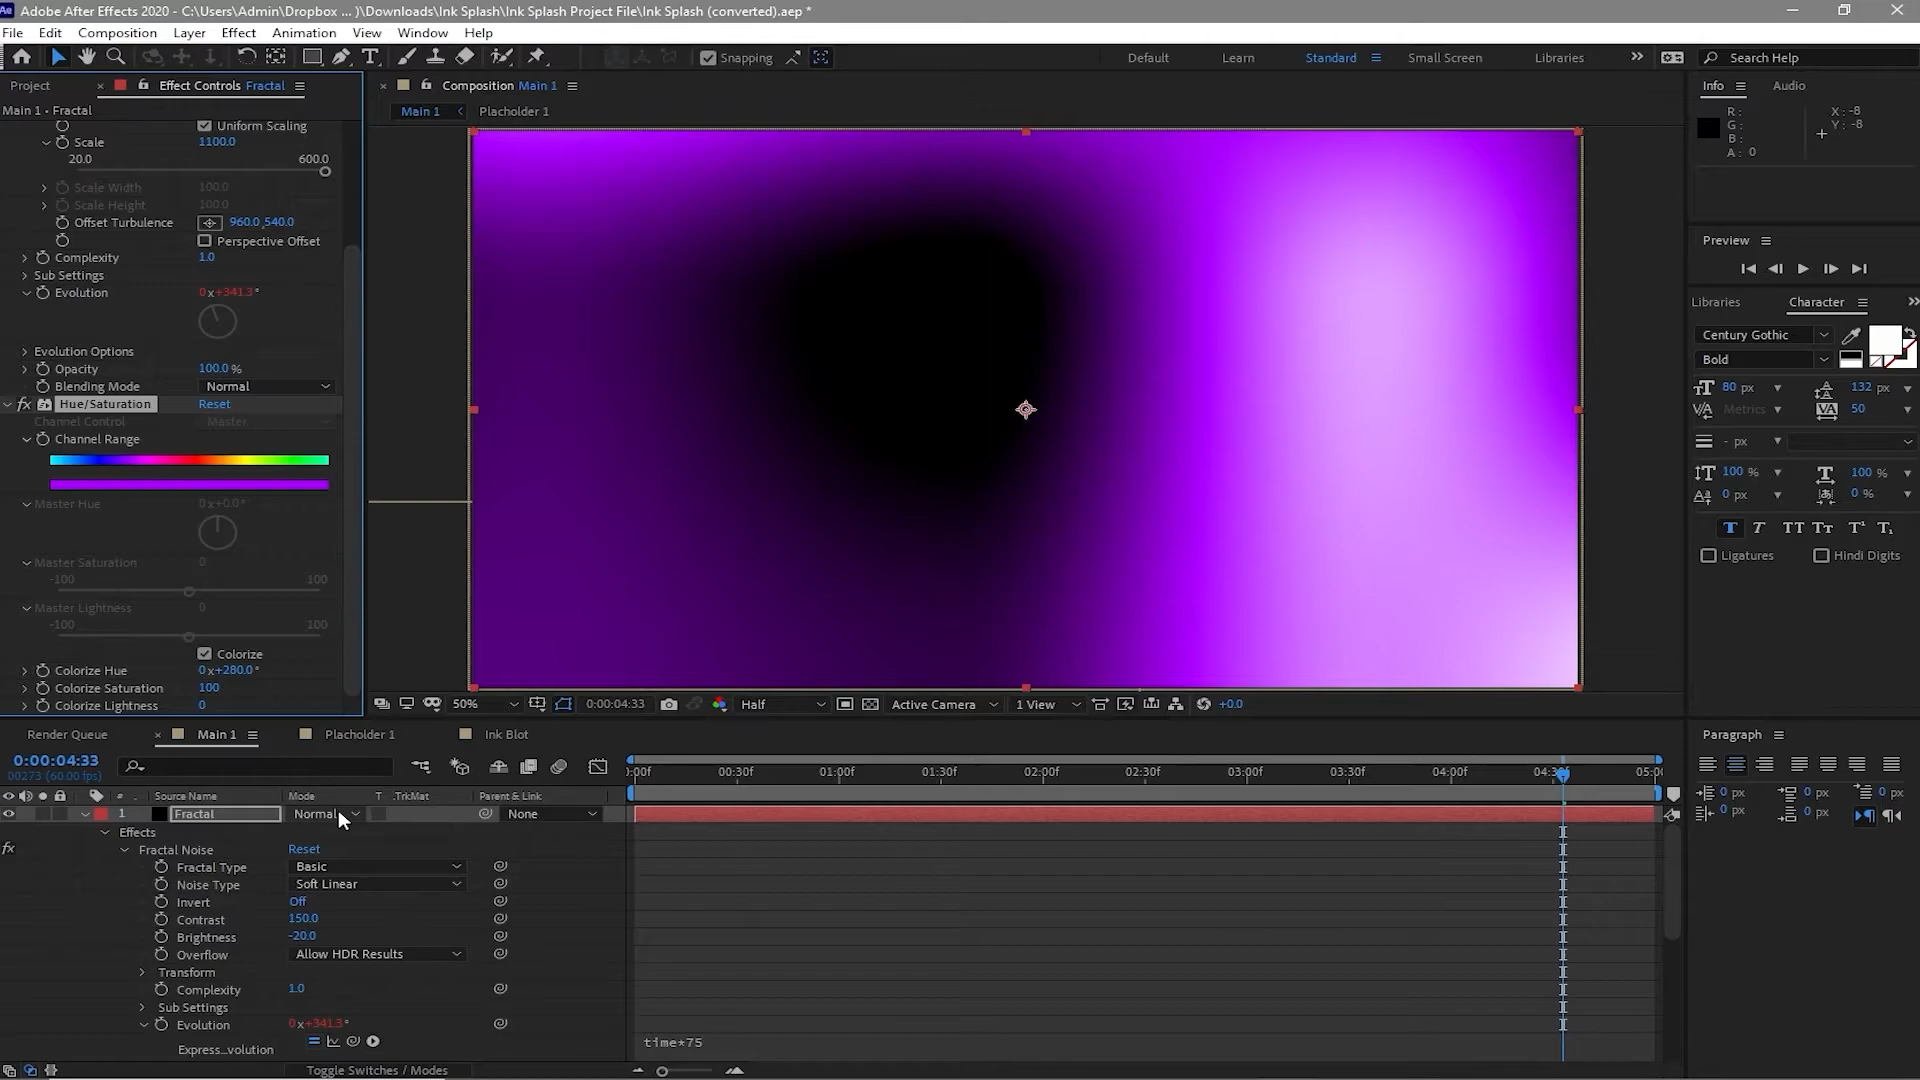 Adobe After Effects 2020 - C:\Users\Admin\Dropbox ... )\Downloads\Ink Splash\Ink Splash Project File\Ink Splash (converted).aep *
File Edit Composition Layer Effect Animation View Window Help
Snapping
Default Learn Standard Small Screen Libraries
Search Help
Project
Effect Controls Fractal
Main 1 - Fractal
Uniform Scaling
Scale 1100.0
20.0 600.0
Scale Width 100.0
Scale Height 100.0
Offset Turbulence 960.0,540.0
Perspective Offset
Complexity 1.0
Sub Settings
Evolution 0x+341.3°
Evolution Options
Opacity 100.0 %
Blending Mode Normal
fx Hue/Saturation Reset
Channel Control Master
Channel Range
Master Hue 0x+0.0°
Master Saturation 0
-100 100
Master Lightness 0
-100 100
Colorize
Colorize Hue 0x+280.0°
Colorize Saturation 100
Colorize Lightness 0
Composition Main 1
Main 1 Placholder 1
50% 0:00:04:33 Half Active Camera 1 View +0.0
Info Audio
R: X: -8
G: Y: -8
B:
A: 0
Preview
Libraries Character
Century Gothic
Bold
80 px 132 px
Metrics 50
- px
100 % 100 %
0 px 0 %
T T TT Tт T¹ T₁
Ligatures Hindi Digits
Paragraph
0 px 0 px 0 px
0 px 0 px
Render Queue Main 1 Placholder 1 Ink Blot
0:00:04:33
00273 (60.00 fps)
:00f 00:30f 01:00f 01:30f 02:00f 02:30f 03:00f 03:30f 04:00f 04:30f 05:00f
# Source Name Mode T .TrkMat Parent & Link
1 Fractal Normal None
Effects
fx Fractal Noise Reset
Fractal Type Basic
Noise Type Soft Linear
Invert Off
Contrast 150.0
Brightness -20.0
Overflow Allow HDR Results
Transform
Complexity 1.0
Sub Settings
Evolution 0x+341.3°
Express...volution time*75
Toggle Switches / Modes